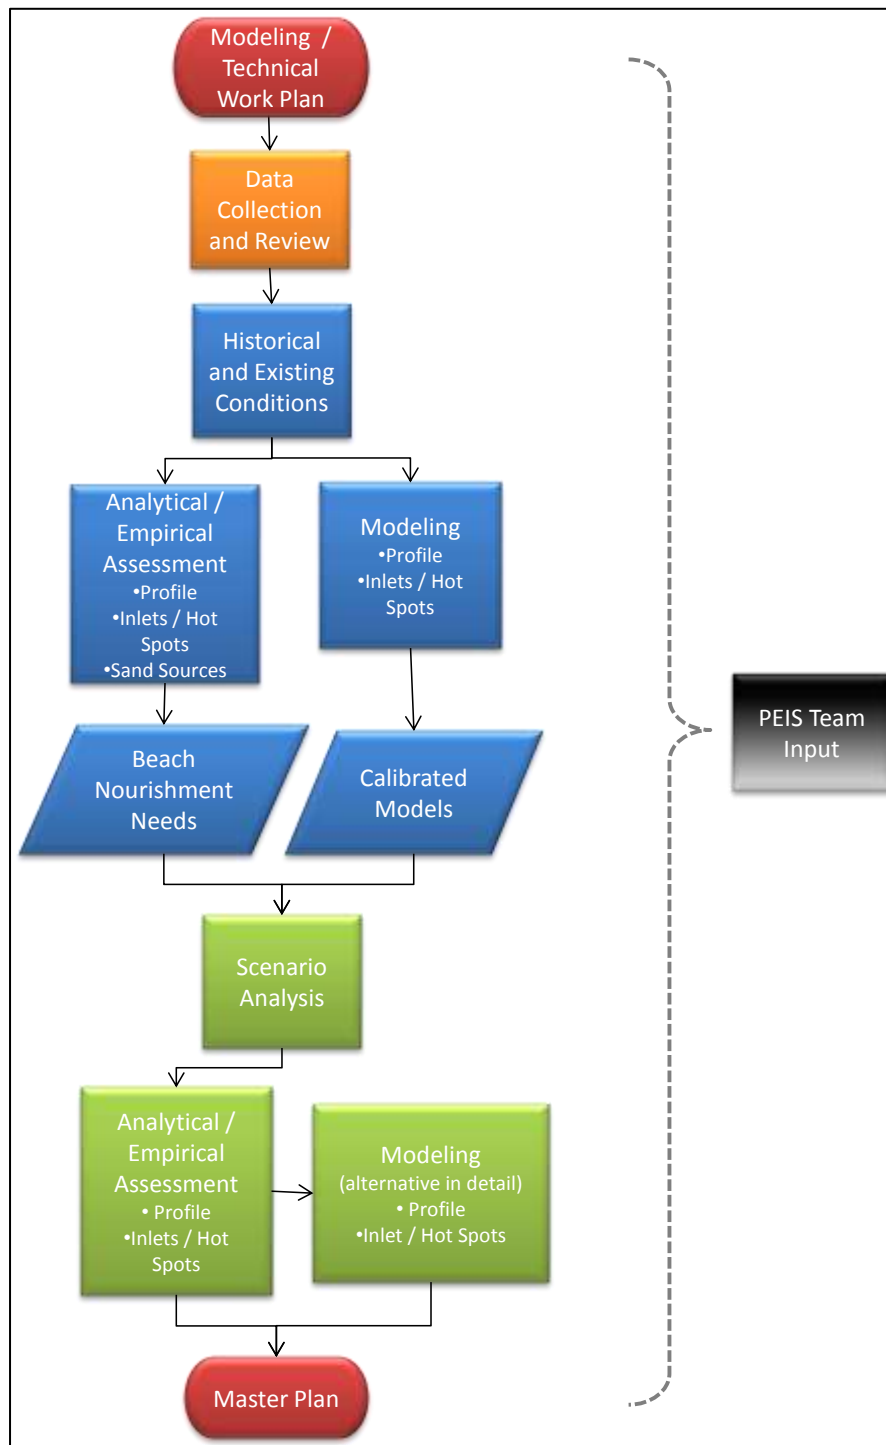 Modeling /
Technical
Work Plan
Data
Collection
and Review
Historical
and Existing
Conditions
Analytical /
Empirical
Assessment
•Profile
•Inlets / Hot
Spots
•Sand Sources
Modeling
•Profile
•Inlets / Hot
Spots
Beach
Nourishment
Needs
Calibrated
Models
PEIS Team
Input
Scenario
Analysis
Analytical /
Empirical
Assessment
• Profile
•Inlets / Hot
Spots
Modeling
(alternative in detail)
• Profile
•Inlet / Hot Spots
Master Plan